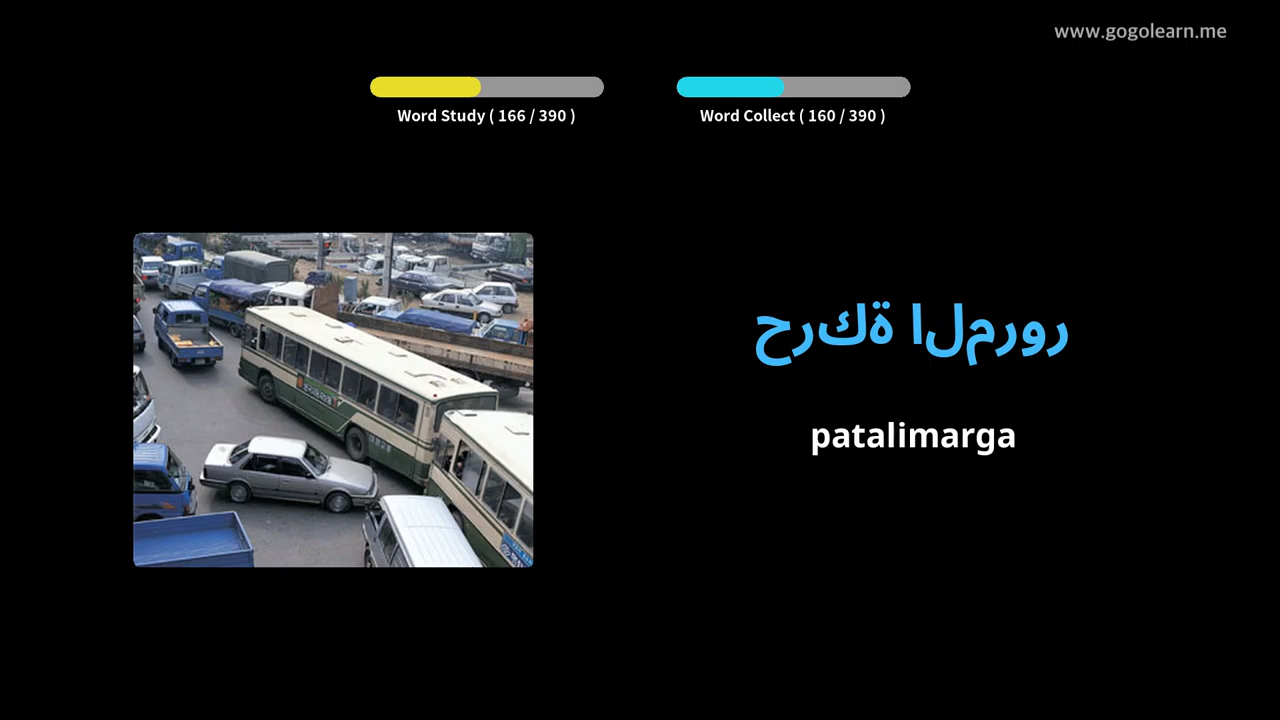 www.gogolearn.me
Word Study ( 166 / 390 )
Word Collect ( 160 / 390 )
حركة المرور
patalimarga